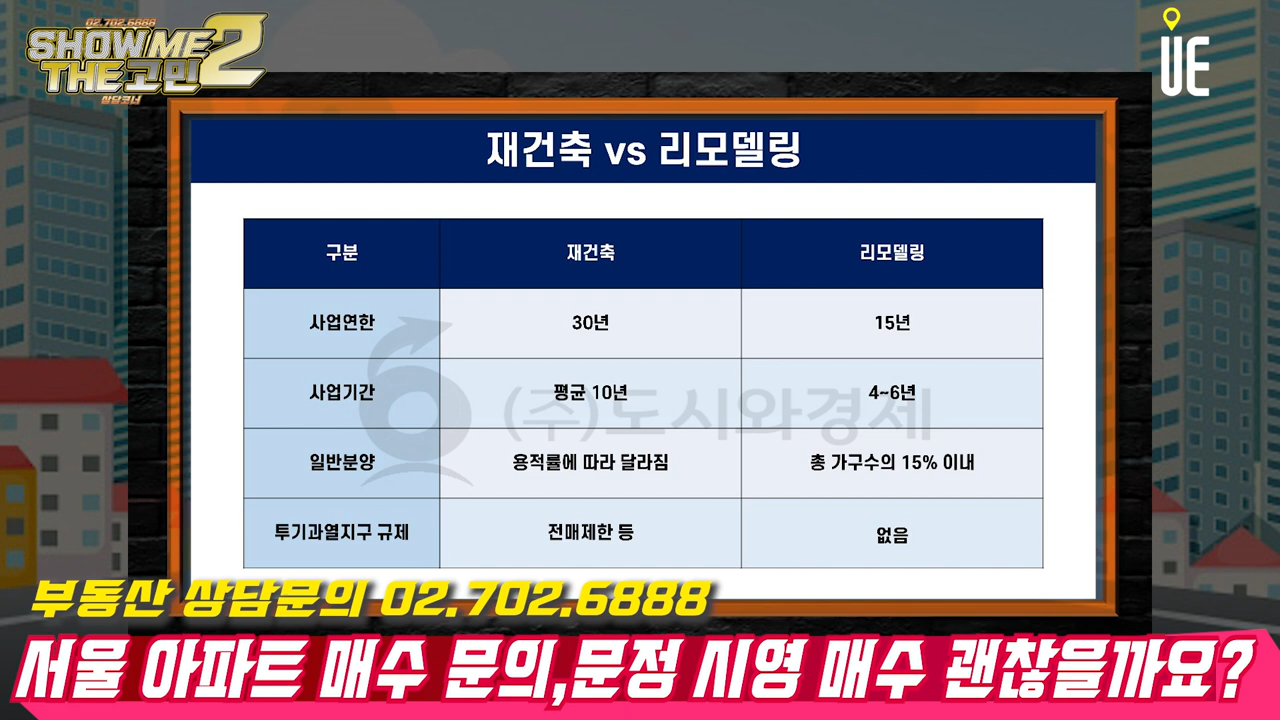 02.702.6888
SHOW ME
THE고민2
상담코너
UE
재건축 vs 리모델링
구분 재건축 리모델링
사업연한 30년 15년
사업기간 평균 10년 4~6년
일반분양 용적률에 따라 달라짐 총 가구수의 15% 이내
투기과열지구 규제 전매제한 등 없음
(주)도시와경제
부동산 상담문의 02.702.6888
서울 아파트 매수 문의,문정 시영 매수 괜찮을까요?